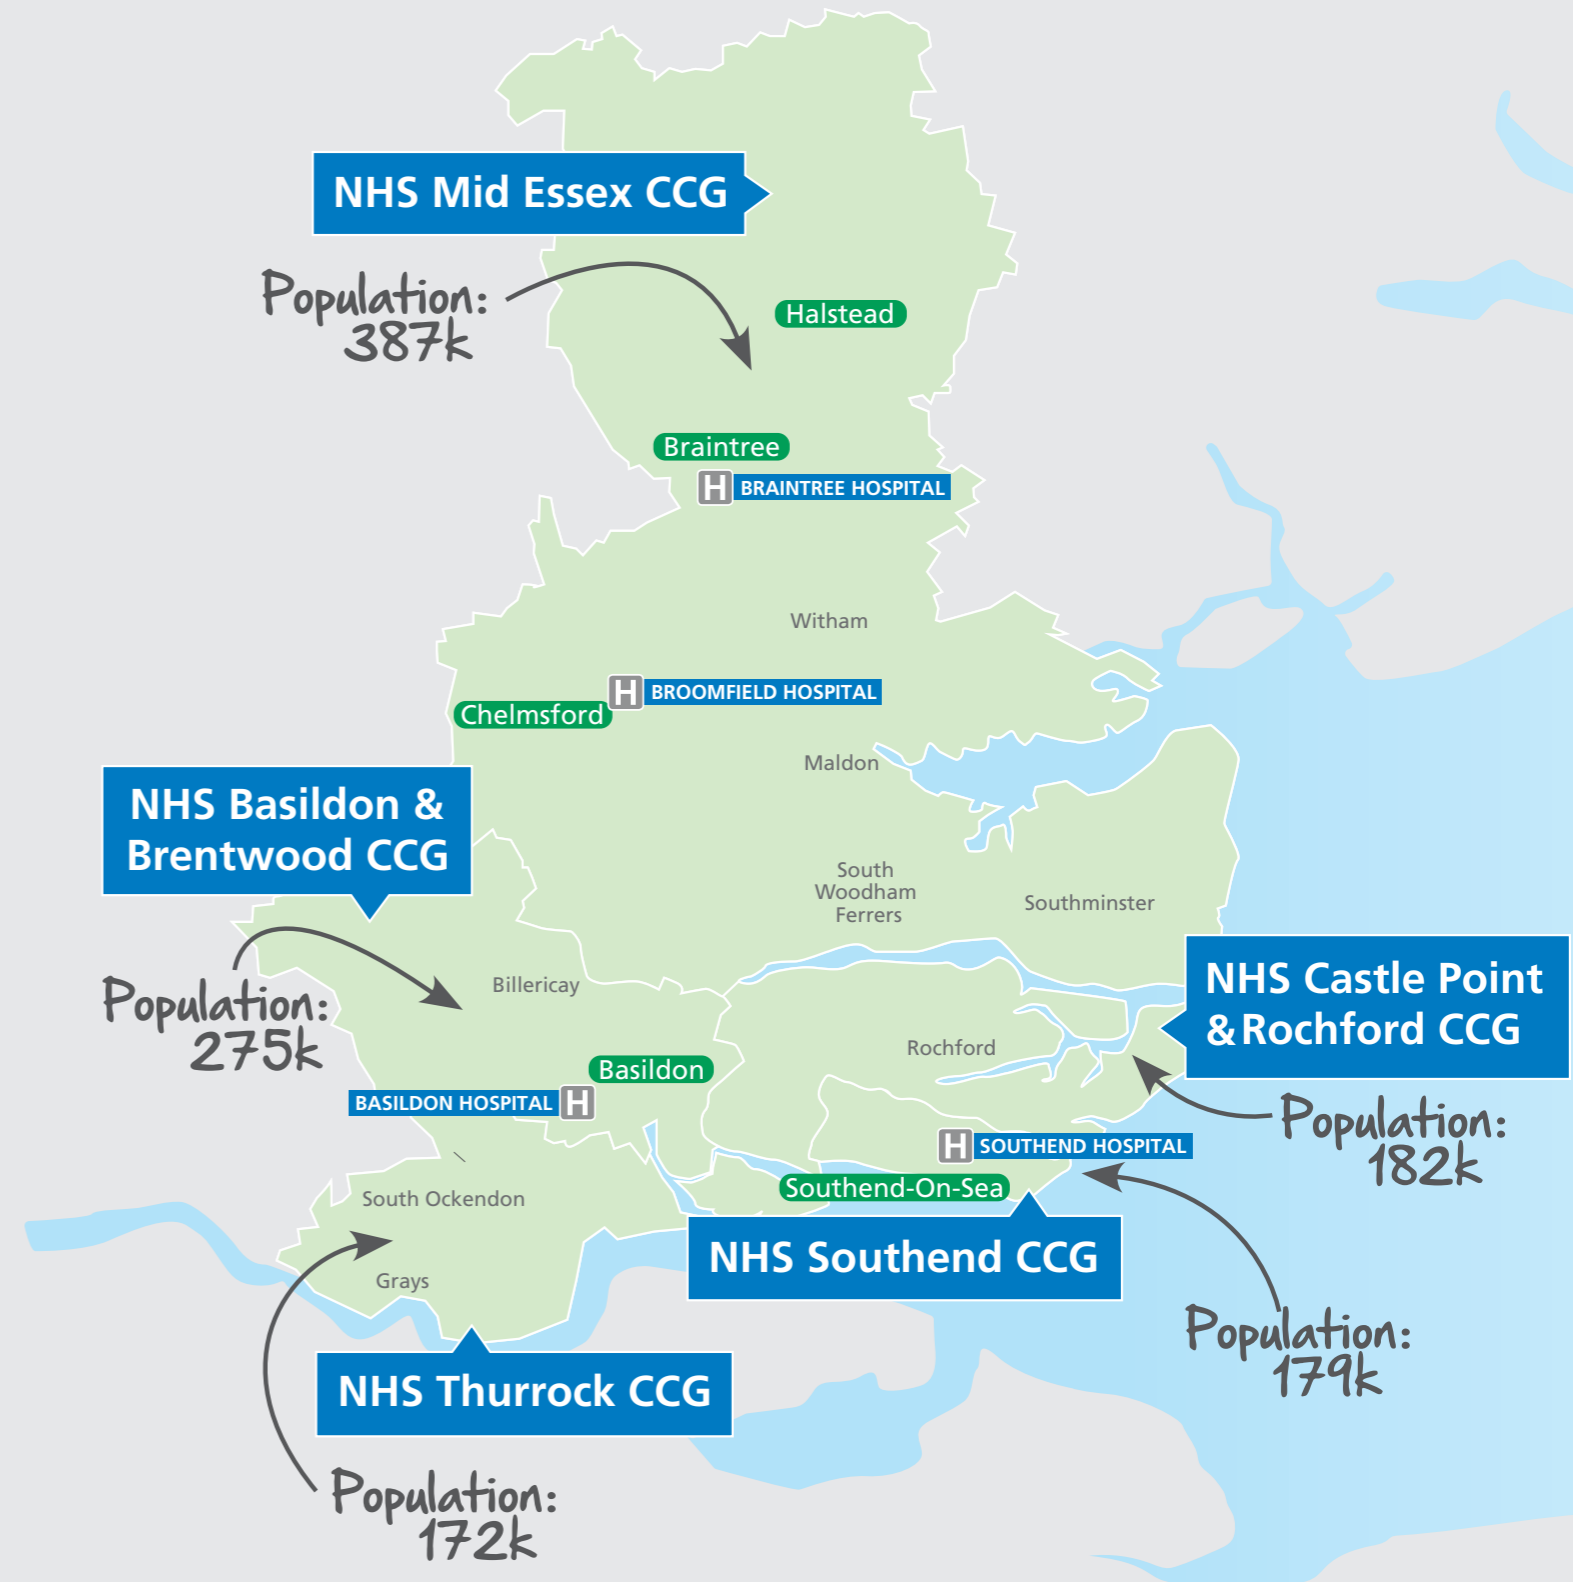 NHS Mid Essex CCG
Population:
387k
Halstead
Braintree
H BRAINTREE HOSPITAL
Witham
H BROOMFIELD HOSPITAL
Chelmsford
Maldon
NHS Basildon &
Brentwood CCG
South
Woodham
Ferrers
Southminster
Population:
275k
Billericay
NHS Castle Point
&Rochford CCG
Rochford
Basildon
BASILDON HOSPITAL H
Population:
182k
H SOUTHEND HOSPITAL
Southend-On-Sea
South Ockendon
NHS Southend CCG
Grays
Population:
179k
NHS Thurrock CCG
Population:
172k